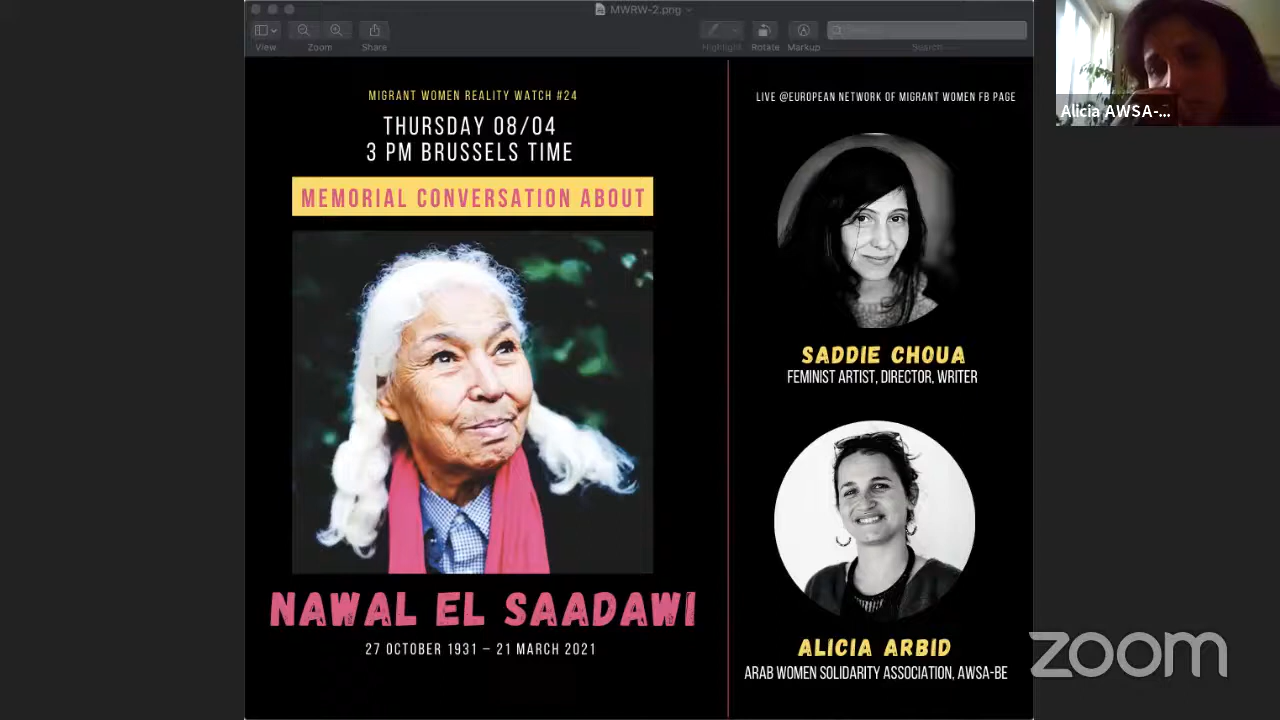 MWRW-2.png
View
Zoom
Share
Highlight
Rotate
Markup
Search
MIGRANT WOMEN REALITY WATCH #24
THURSDAY 08/04
3 PM BRUSSELS TIME
MEMORIAL CONVERSATION ABOUT
NAWAL EL SAADAWI
27 OCTOBER 1931 – 21 MARCH 2021
LIVE @EUROPEAN NETWORK OF MIGRANT WOMEN FB PAGE
SADDIE CHOUA
FEMINIST ARTIST, DIRECTOR, WRITER
ALICIA ARBID
ARAB WOMEN SOLIDARITY ASSOCIATION, AWSA-BE
Alicia AWSA-...
zoom